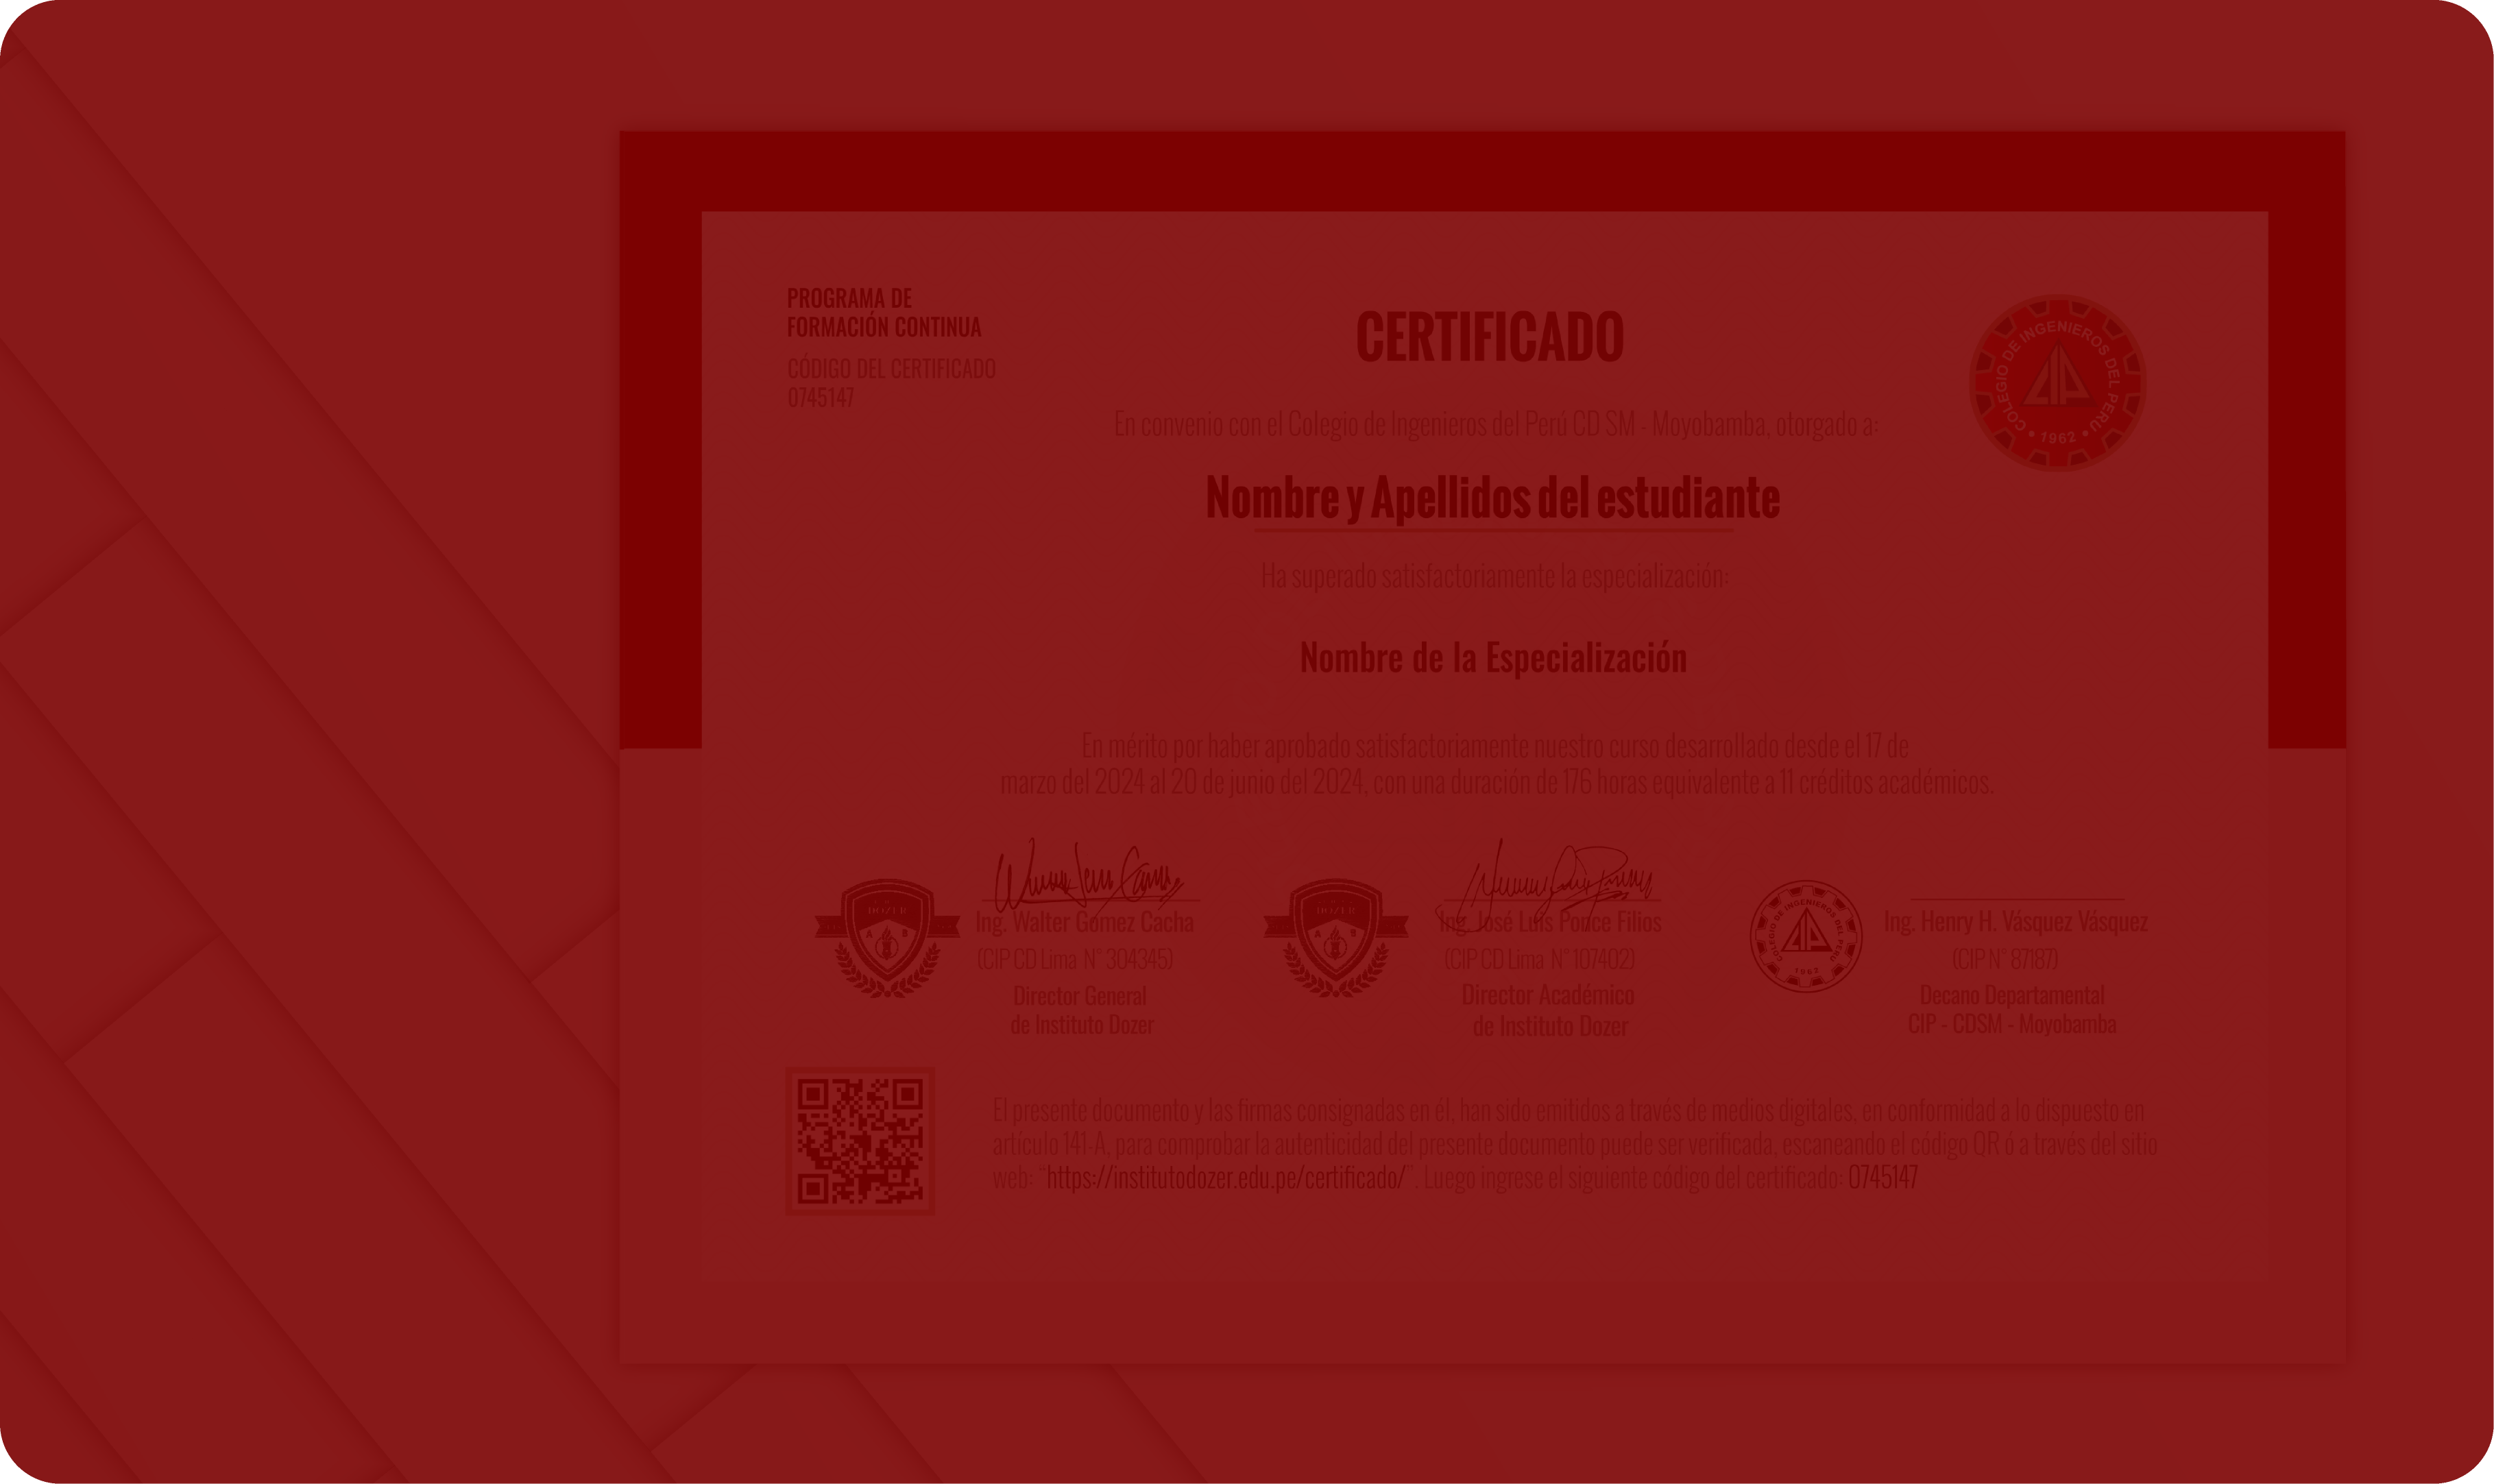 PROGRAMA DE
FORMACIÓN CONTINUA
CÓDIGO DEL CERTIFICADO
0745147
CERTIFICADO
COLEGIO DE INGENIEROS DEL PERU
1962
En convenio con el Colegio de Ingenieros del Perú CD SM - Moyobamba, otorgado a:
Nombre y Apellidos del estudiante
Ha superado satisfactoriamente la especialización:
Nombre de la Especialización
En mérito por haber aprobado satisfactoriamente nuestro curso desarrollado desde el 17 de
marzo del 2024 al 20 de junio del 2024, con una duración de 176 horas equivalente a 11 créditos académicos.
DOZER
A B
Ing. Walter Gomez Cacha
(CIP CD Lima N° 304345)
Director General
de Instituto Dozer
DOZER
A B
Ing. José Luis Ponce Filios
(CIP CD Lima N° 107402)
Director Académico
de Instituto Dozer
COLEGIO DE INGENIEROS DEL PERU
1962
Ing. Henry H. Vásquez Vásquez
(CIP N° 87187)
Decano Departamental
CIP - CDSM - Moyobamba
El presente documento y las firmas consignadas en él, han sido emitidos a través de medios digitales, en conformidad a lo dispuesto en
artículo 141-A, para comprobar la autenticidad del presente documento puede ser verificada, escaneando el código QR ó a través del sitio
web: “https://institutodozer.edu.pe/certificado/”. Luego ingrese el siguiente código del certificado: 0745147